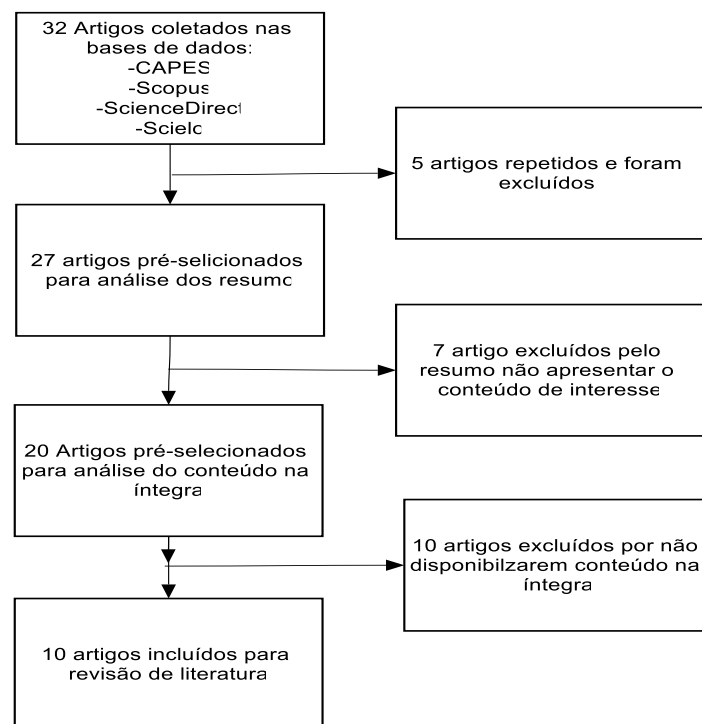 32 Artigos coletados nas
bases de dados:
-CAPES
-Scopus
-ScienceDirect
-Scielo
5 artigos repetidos e foram
excluídos
27 artigos pré-selicionados
para análise dos resumo
7 artigo excluídos pelo
resumo não apresentar o
conteúdo de interesse
20 Artigos pré-selecionados
para análise do conteúdo na
íntegra
10 artigos excluídos por não
disponibilzarem conteúdo na
íntegra
10 artigos incluídos para
revisão de literatura